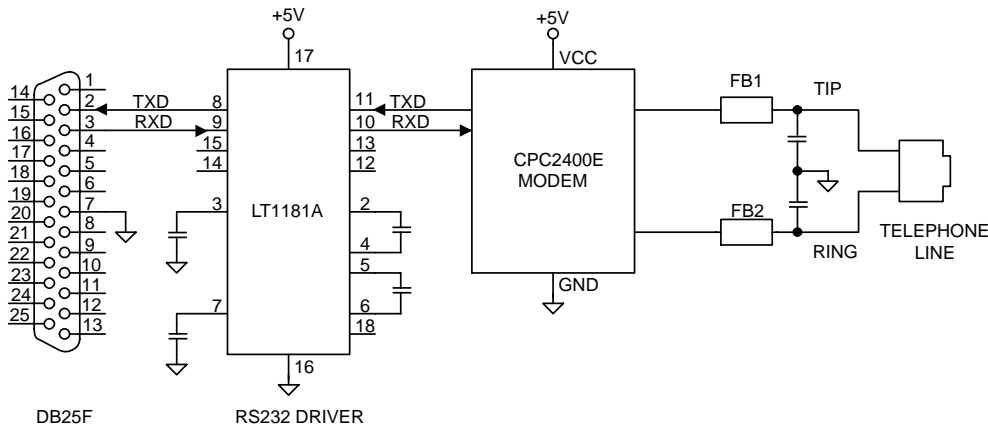 +5V
+5V
17
VCC
1
14
2
TXD
8
11
TXD
FB1
TIP
15
3
RXD
9
10
RXD
16
4
15
13
17
5
14
12
CPC2400E
MODEM
18
6
19
7
3
LT1181A
2
20
8
FB2
21
9
4
RING
TELEPHONE
LINE
22
10
5
23
11
GND
24
12
7
6
25
13
18
16
DB25F
RS232 DRIVER